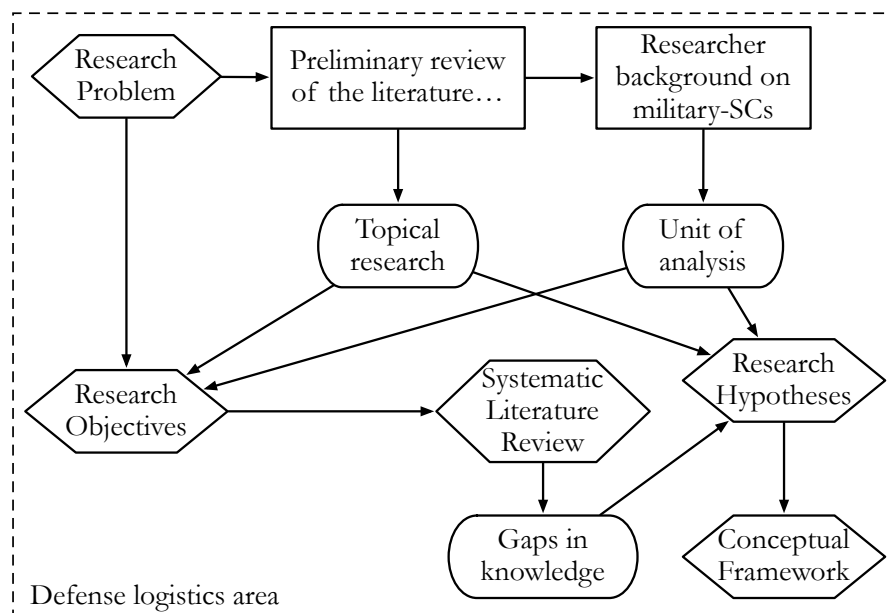 Research
Problem
Preliminary review
of the literature…
Researcher
background on
military-SCs
Topical
research
Unit of
analysis
Research
Objectives
Systematic
Literature
Review
Research
Hypotheses
Gaps in
knowledge
Conceptual
Framework
Defense logistics area